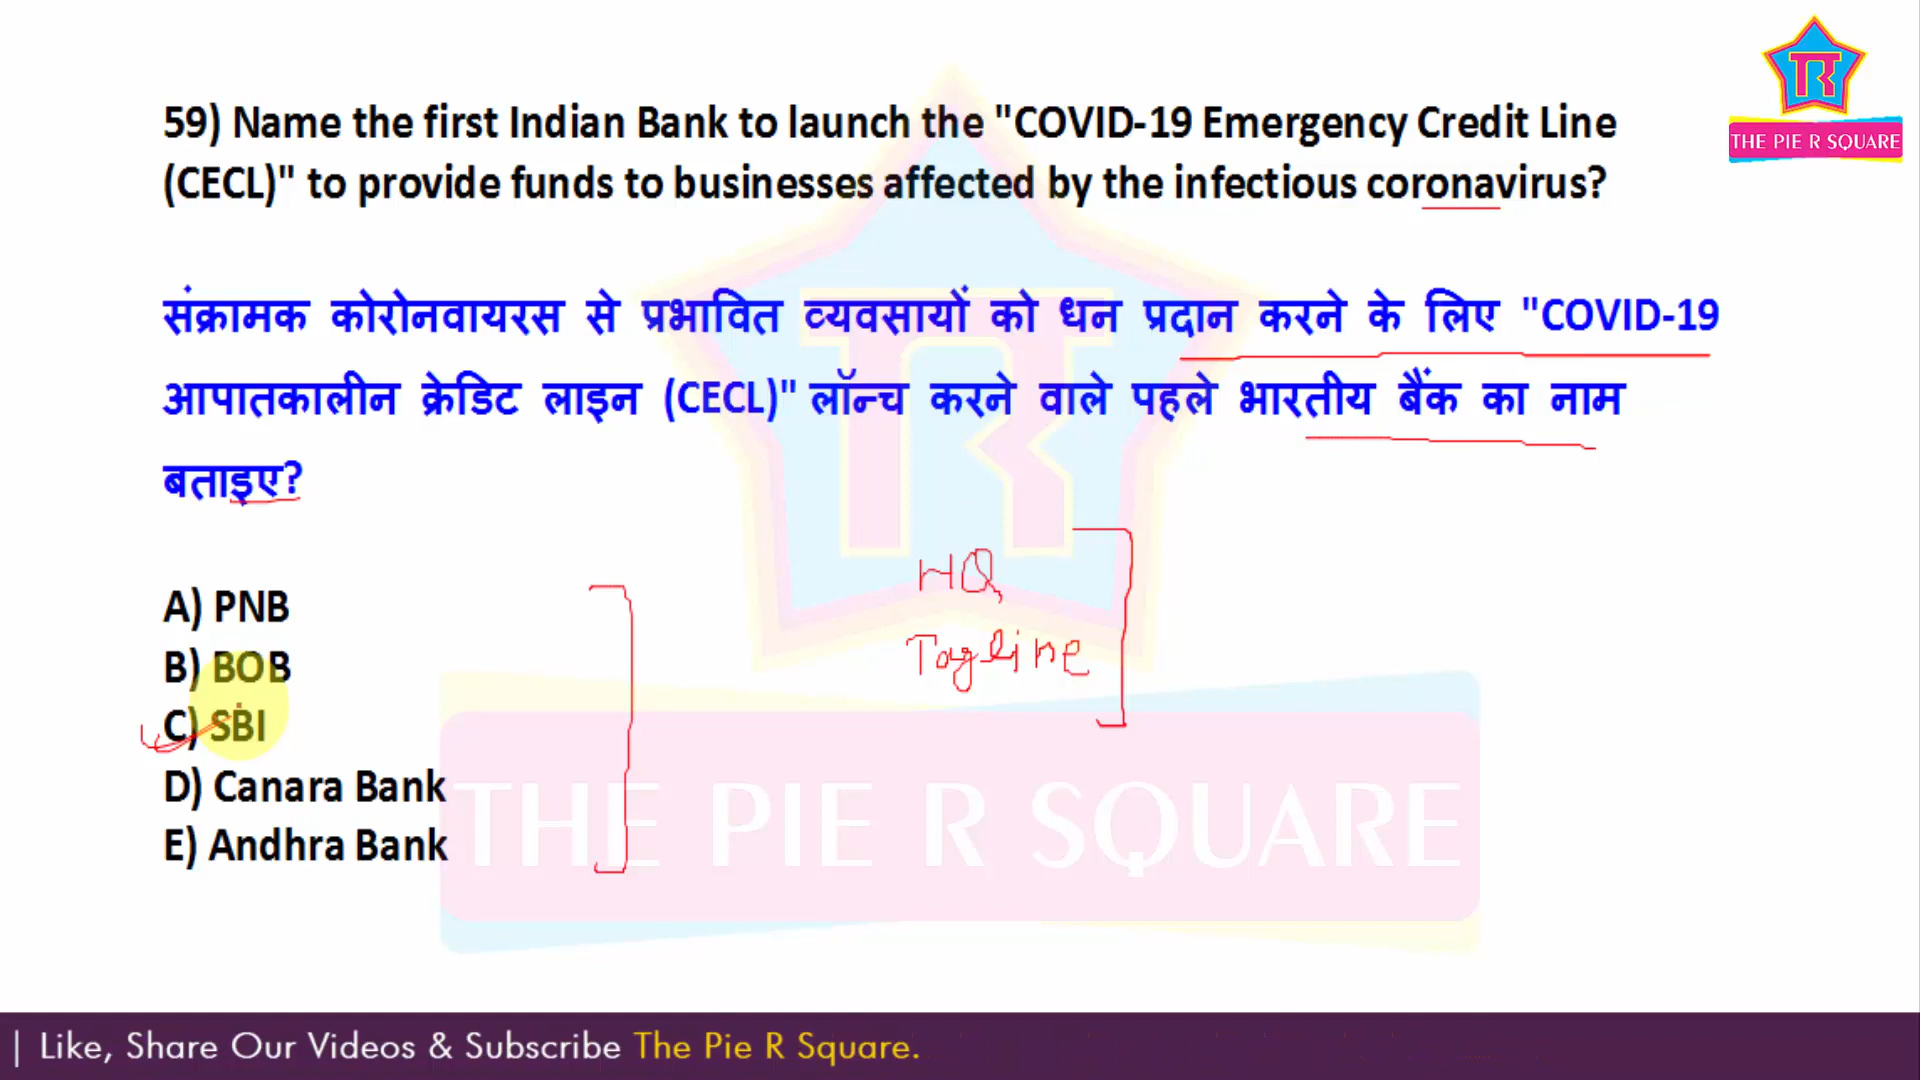 59) Name the first Indian Bank to launch the "COVID-19 Emergency Credit Line
(CECL)" to provide funds to businesses affected by the infectious coronavirus?
संक्रामक कोरोनवायरस से प्रभावित व्यवसायों को धन प्रदान करने के लिए "COVID-19
आपातकालीन क्रेडिट लाइन (CECL)" लॉन्च करने वाले पहले भारतीय बैंक का नाम
बताइए?
A) PNB
B) BOB
C) SBI
D) Canara Bank
E) Andhra Bank
HQ
Tagline
THE PIE R SQUARE
THE PIE R SQUARE
| Like, Share Our Videos & Subscribe The Pie R Square.